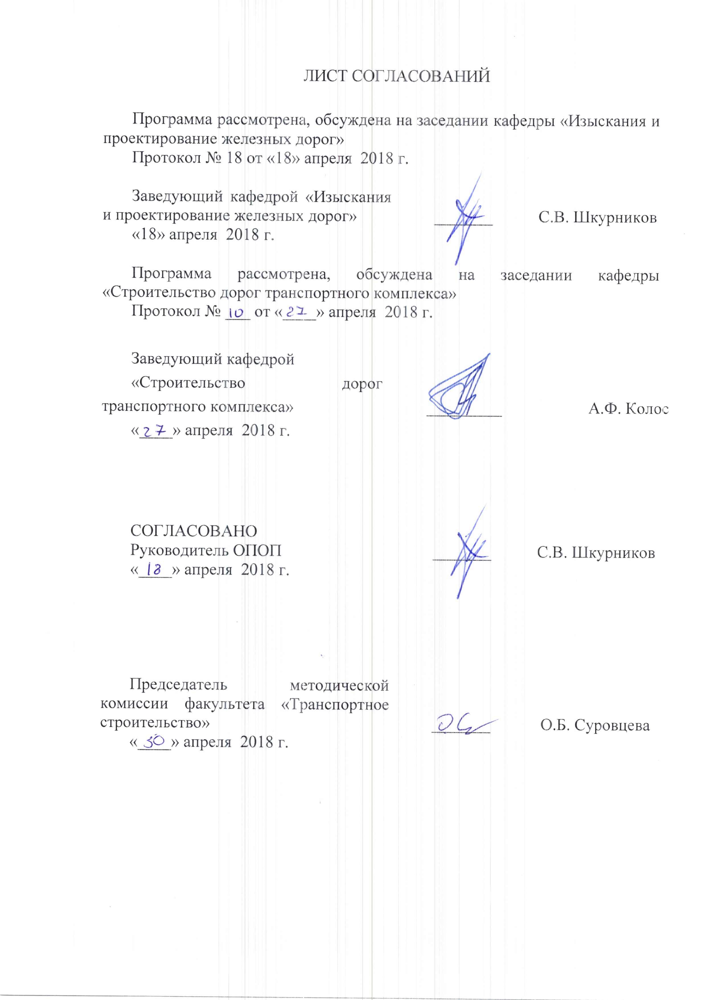 ЛИСТ СОГЛАСОВАНИЙ
Программа рассмотрена, обсуждена на заседании кафедры «Изыскания и
проектирование железных дорог»
Протокол № 18 от «18» апреля 2018 г.
Заведующий кафедрой «Изыскания
и проектирование железных дорог» С.В. Шкурников
«18» апреля 2018 г.
Программа рассмотрена, обсуждена на заседании кафедры
«Строительство дорог транспортного комплекса»
Протокол № 10 от «27» апреля 2018 г.
Заведующий кафедрой
«Строительство дорог
транспортного комплекса» А.Ф. Колос
«27» апреля 2018 г.
СОГЛАСОВАНО
Руководитель ОПОП С.В. Шкурников
«18» апреля 2018 г.
Председатель методической
комиссии факультета «Транспортное
строительство» О.Б. Суровцева
«30» апреля 2018 г.